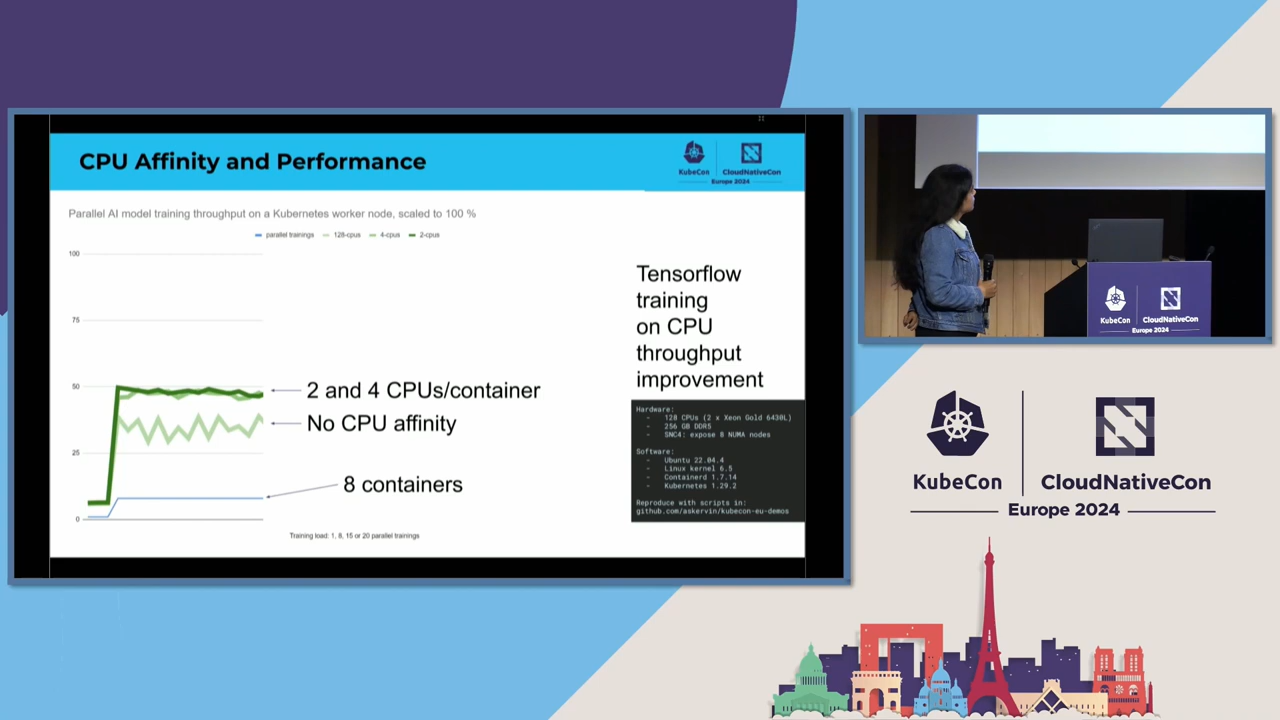 CPU Affinity and Performance
KubeCon
CloudNativeCon
Europe 2024
Parallel AI model training throughput on a Kubernetes worker node, scaled to 100 %
parallel trainings 128-cpus 4-cpus 2-cpus
100
75
50
25
0
2 and 4 CPUs/container
No CPU affinity
8 containers
Training load: 1, 8, 15 or 20 parallel trainings
Tensorflow
training
on CPU
throughput
improvement
Hardware:
- 128 CPUs (2 x Xeon Gold 6430L)
- 256 GB DDR5
- SNC4: expose 8 NUMA nodes
Software:
- Ubuntu 22.04.4
- Linux kernel 6.5
- Containerd 1.7.14
- Kubernetes 1.29.2
Reproduce with scripts in:
github.com/askervin/kubecon-eu-demos
KubeCon
CloudNativeCon
Europe 2024
KubeCon
CloudNativeCon
Europe 2024